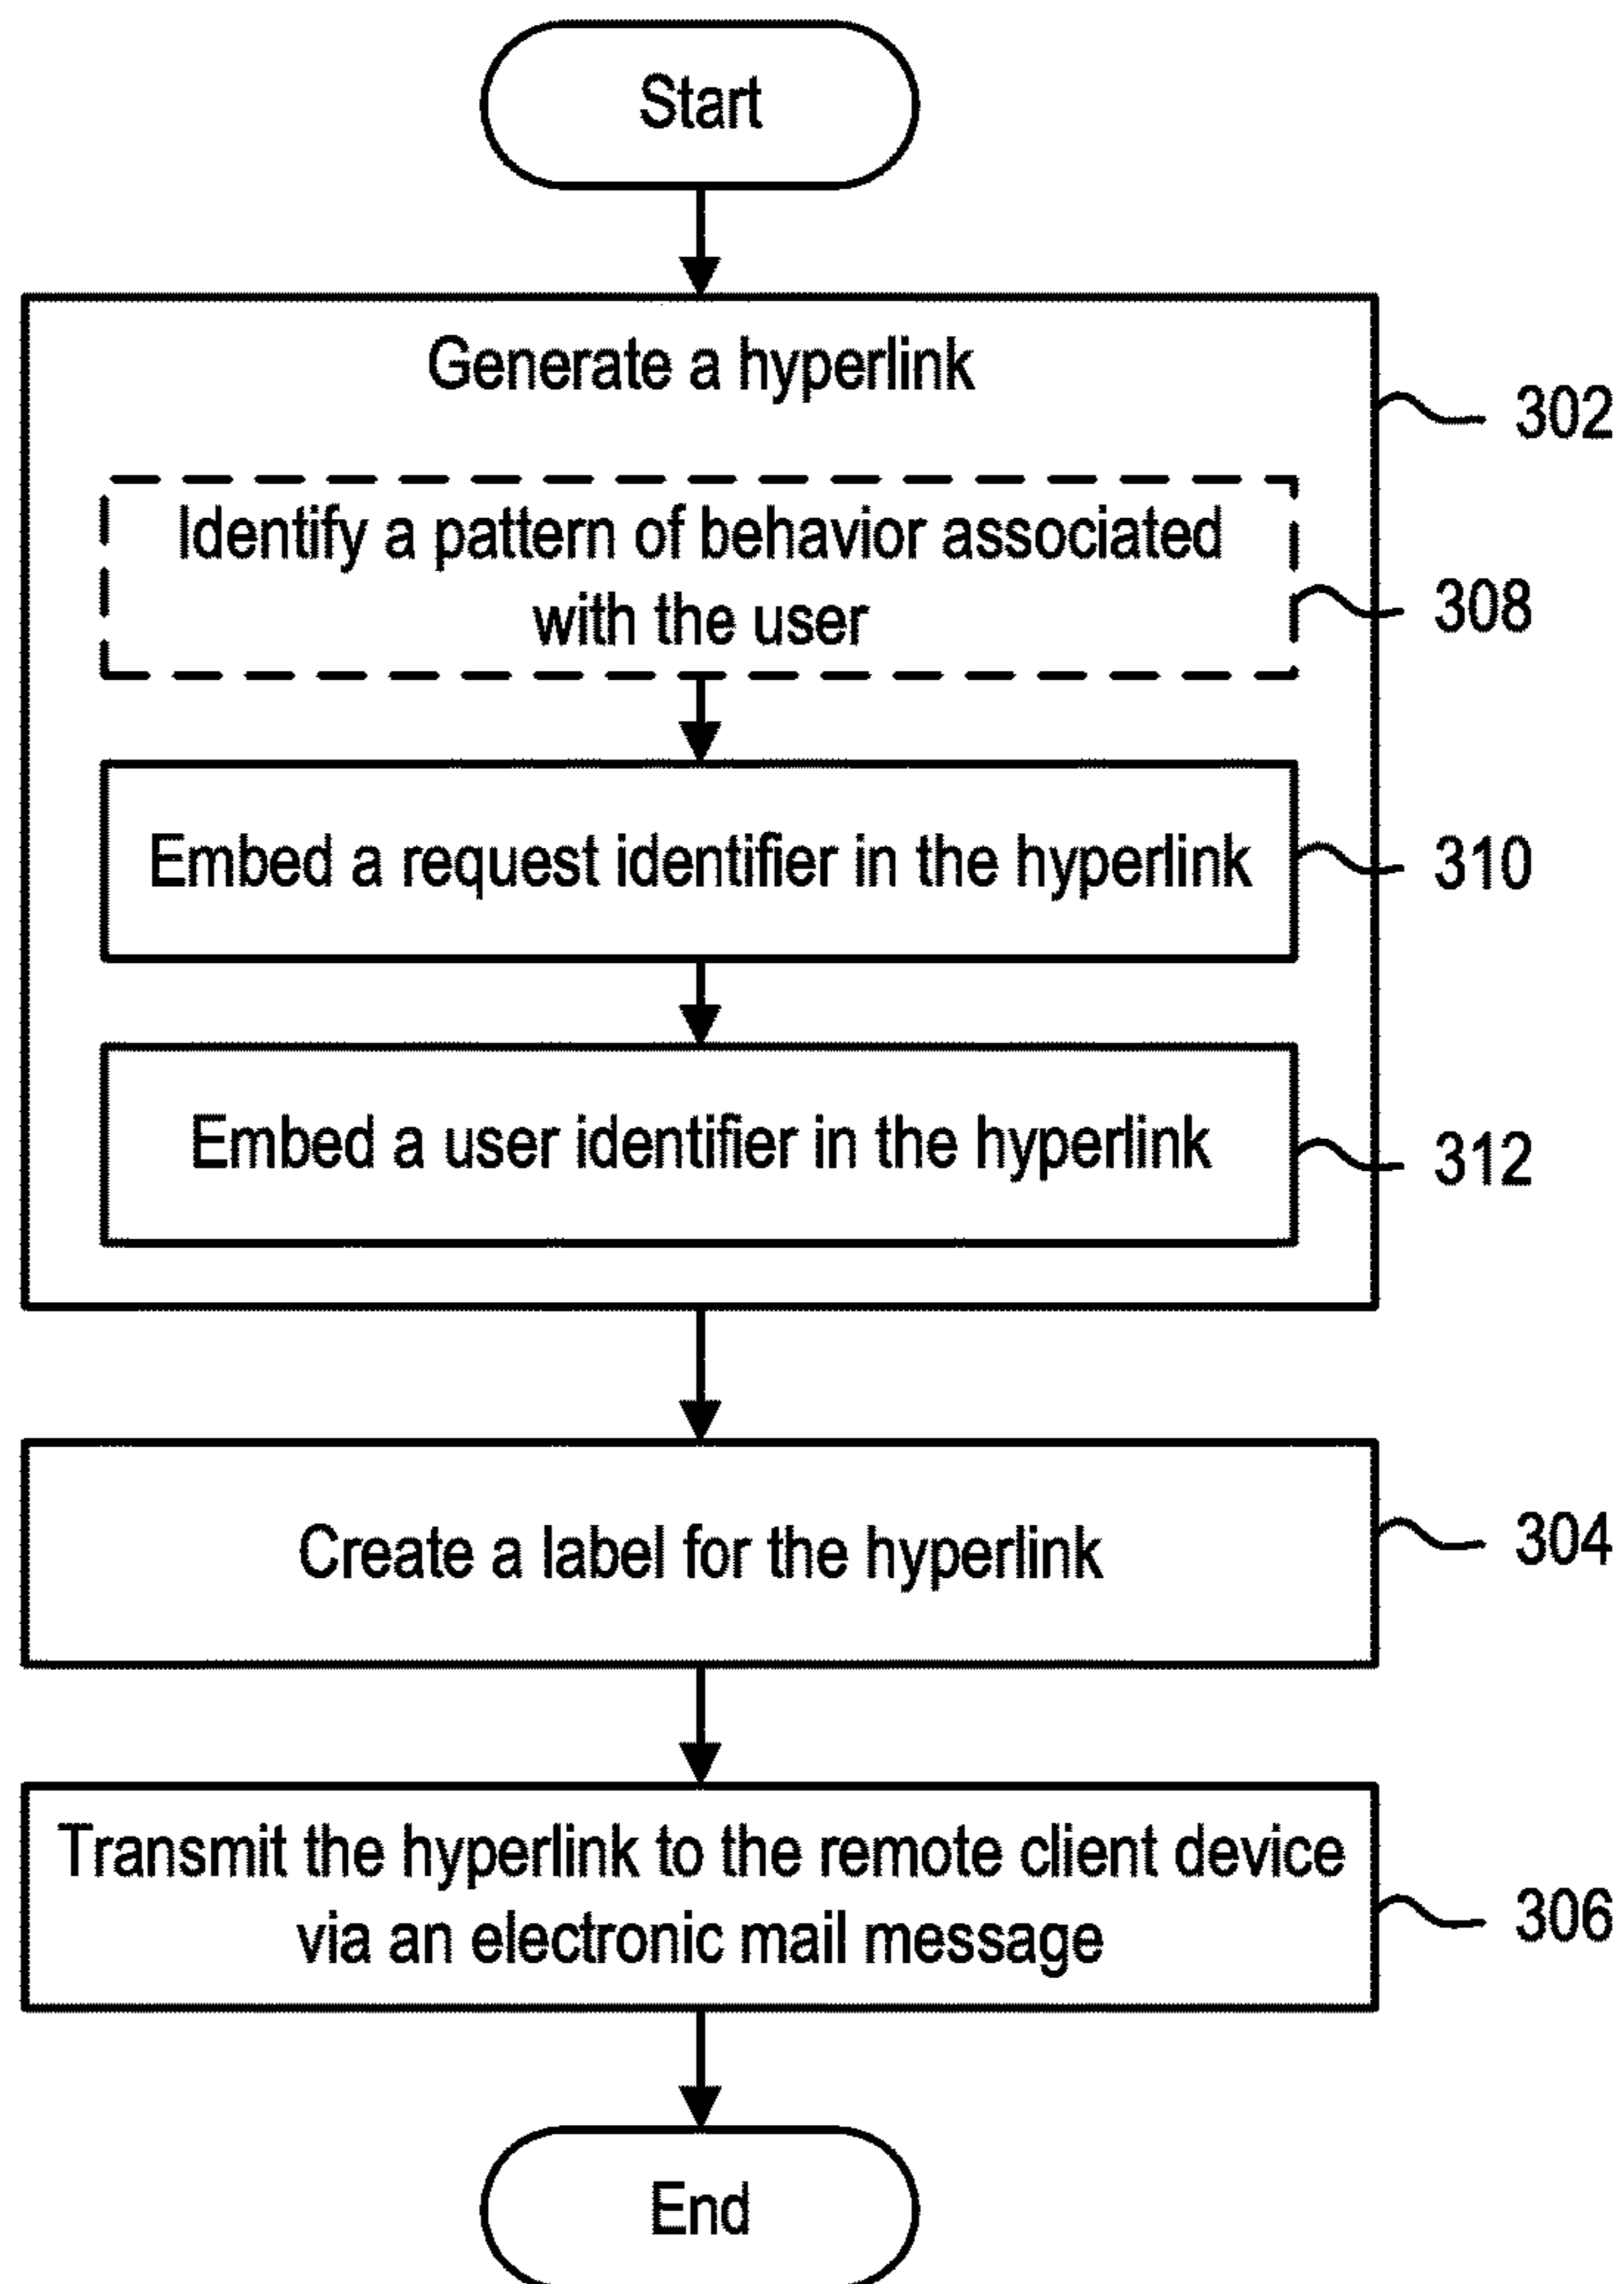 Start
Generate a hyperlink
302
Identify a pattern of behavior associated
with the user
308
Embed a request identifier in the hyperlink
310
Embed a user identifier in the hyperlink
312
Create a label for the hyperlink
304
Transmit the hyperlink to the remote client device
via an electronic mail message
306
End